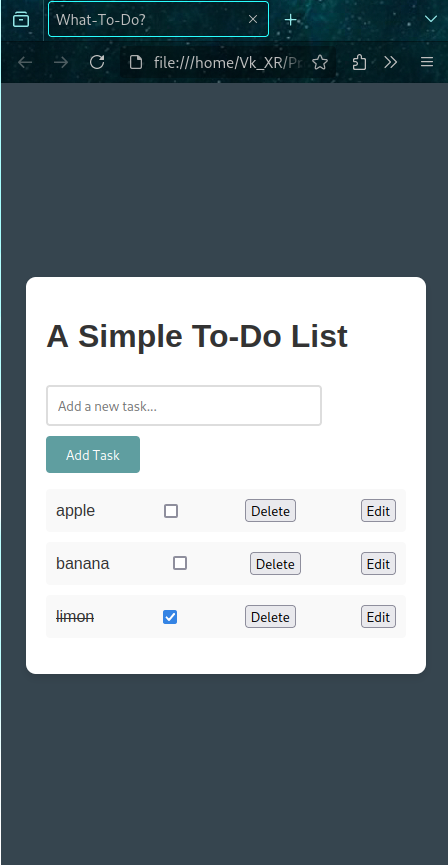 What-To-Do?
file:///home/Vk_XR/Pr
A Simple To-Do List
Add a new task...
Add Task
apple Delete Edit
banana Delete Edit
limon Delete Edit